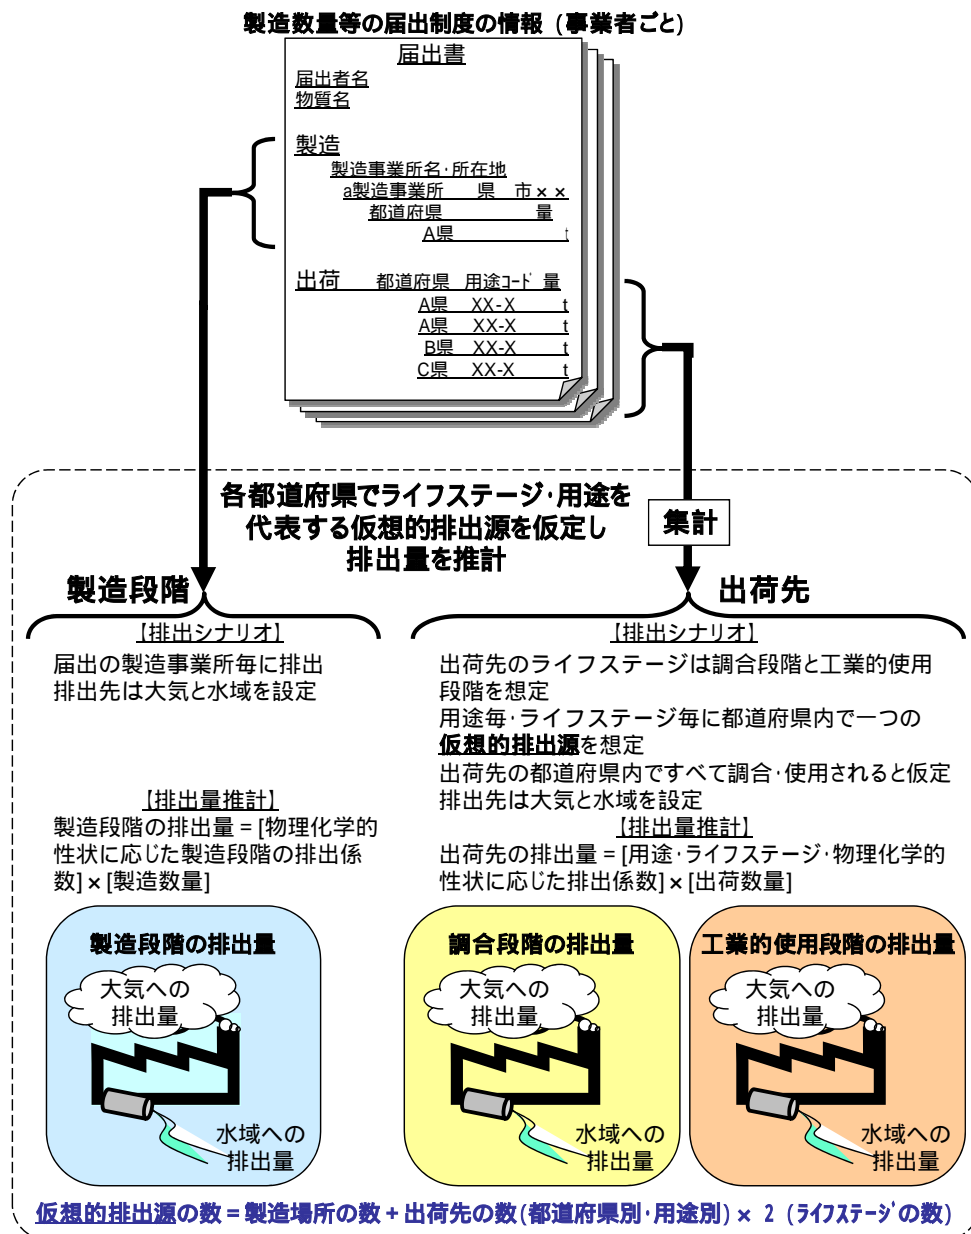 製造数量等の届出制度の情報（事業者ごと）
届出書
届出者名
物質名
製造
製造事業所名･所在地
a製造事業所 県 市××
都道府県 量
A県 t
出荷 都道府県 用途ｺｰﾄﾞ 量
A県 XX-X t
A県 XX-X t
B県 XX-X t
C県 XX-X t
各都道府県でライフステージ･用途を
代表する仮想的排出源を仮定し
排出量を推計
集計
製造段階
【排出シナリオ】
届出の製造事業所毎に排出
排出先は大気と水域を設定
【排出量推計】
製造段階の排出量＝[物理化学的
性状に応じた製造段階の排出係
数]×[製造数量]
出荷先
【排出シナリオ】
出荷先のライフステージは調合段階と工業的使用
段階を想定
用途毎･ライフステージ毎に都道府県内で一つの
仮想的排出源を想定
出荷先の都道府県内ですべて調合･使用されると仮定
排出先は大気と水域を設定
【排出量推計】
出荷先の排出量＝[用途･ライフステージ･物理化学的
性状に応じた排出係数]×[出荷数量]
製造段階の排出量
大気への
排出量
水域への
排出量
調合段階の排出量
大気への
排出量
水域への
排出量
工業的使用段階の排出量
大気への
排出量
水域への
排出量
仮想的排出源の数＝製造場所の数＋出荷先の数(都道府県別･用途別)×２（ﾗｲﾌｽﾃｰｼﾞの数）